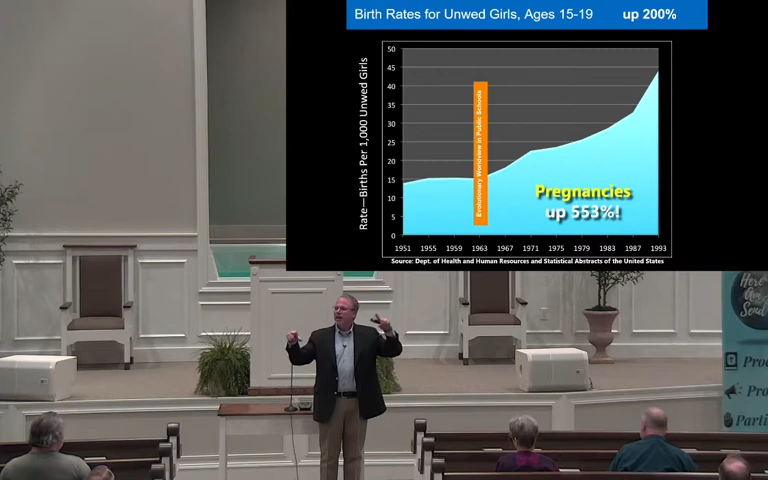 Birth Rates for Unwed Girls, Ages 15-19 up 200%
Rate—Births Per 1,000 Unwed Girls
50
45
40
35
30
25
20
15
10
5
0
Evolutionary Worldview in Public Schools
Pregnancies
up 553%!
1951 1955 1959 1963 1967 1971 1975 1979 1983 1987 1993
Source: Dept. of Health and Human Resources and Statistical Abstracts of the United States
Here
Am
Send